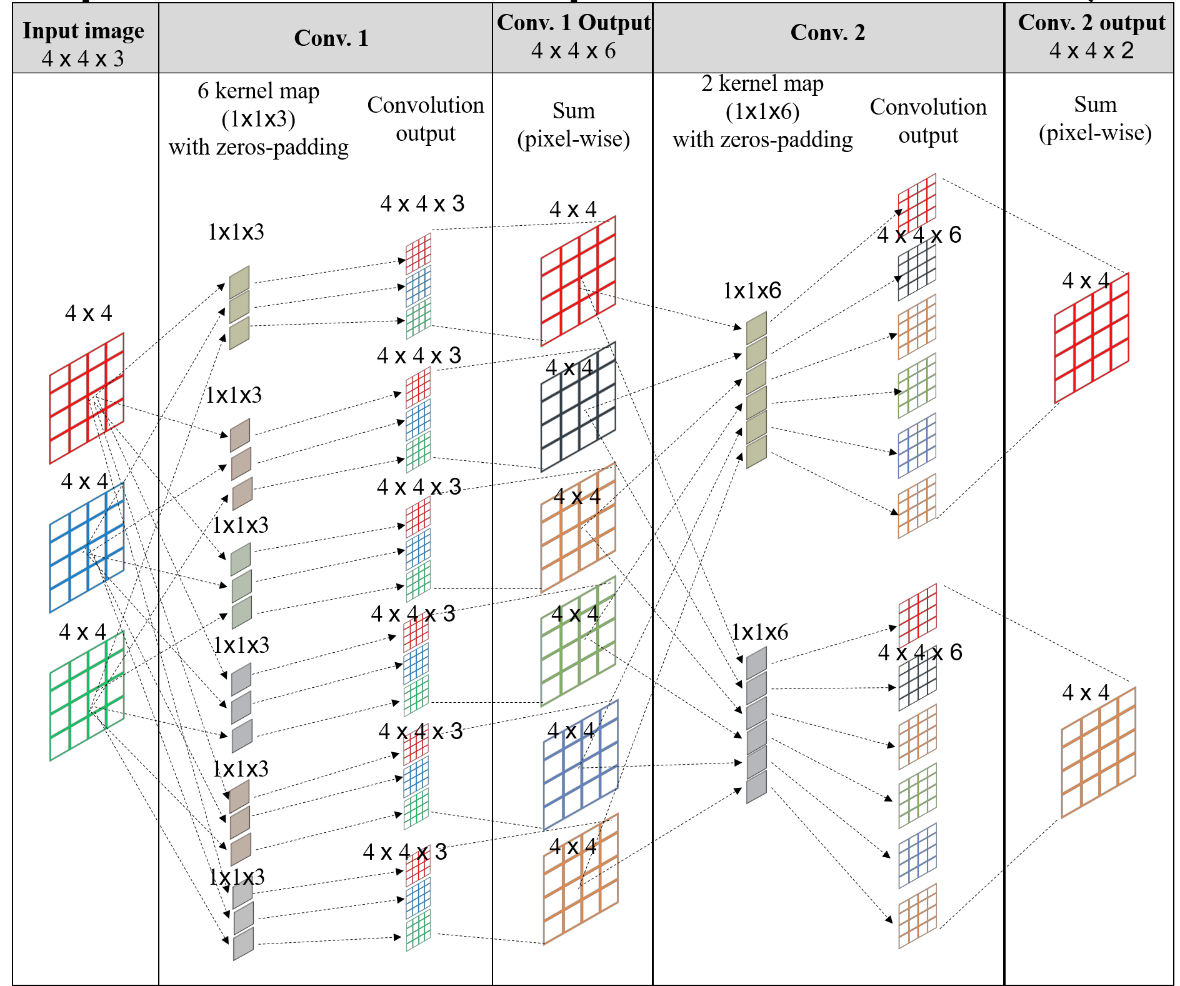 Input image
4 x 4 x 3
Conv. 1
Conv. 1 Output
4 x 4 x 6
Conv. 2
Conv. 2 output
4 x 4 x 2
6 kernel map
(1x1x3)
with zeros-padding
Convolution
output
Sum
(pixel-wise)
2 kernel map
(1x1x6)
with zeros-padding
Convolution
output
Sum
(pixel-wise)
4 x 4
4 x 4
4 x 4
1x1x3
1x1x3
1x1x3
1x1x3
1x1x3
1x1x3
4 x 4 x 3
4 x 4 x 3
4 x 4 x 3
4 x 4 x 3
4 x 4 x 3
4 x 4 x 3
4 x 4
4 x 4
4 x 4
4 x 4
4 x 4
4 x 4
1x1x6
1x1x6
4 x 4 x 6
4 x 4 x 6
4 x 4
4 x 4